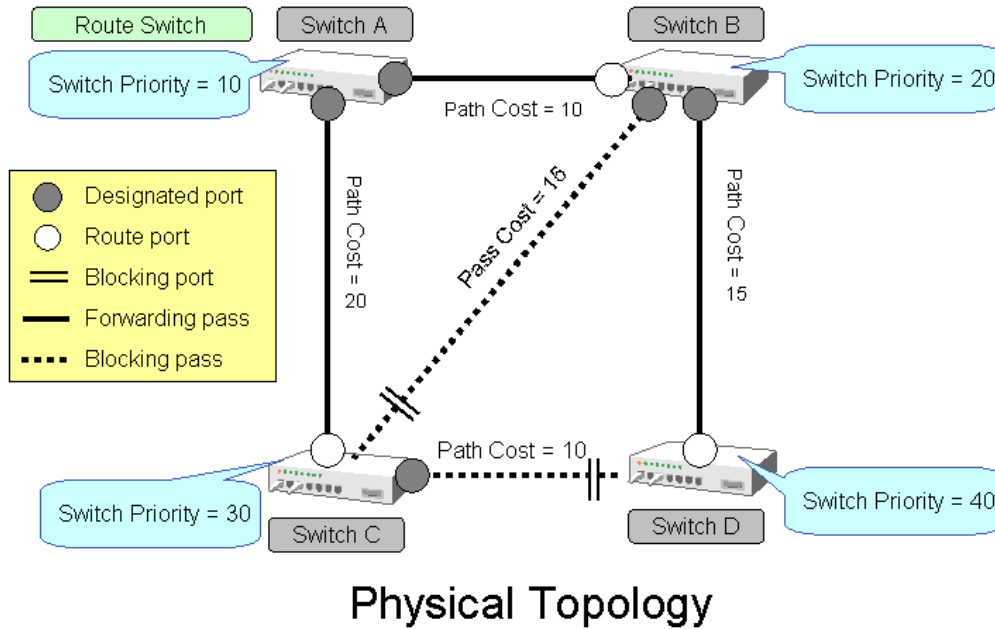 Route Switch
Switch A
Switch B
Switch Priority = 10
Switch Priority = 20
Path Cost = 10
Designated port
Route port
Blocking port
Forwarding pass
Blocking pass
Path Cost =
20
Pass Cost = 16
Path Cost =
15
Path Cost = 10
Switch Priority = 30
Switch Priority = 40
Switch C
Switch D
Physical Topology